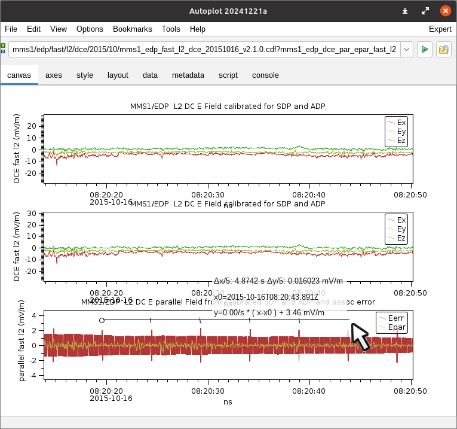 Autoplot 20241221a
File Edit View Options Bookmarks Tools Help Expert
mms1/edp/fast/l2/dce/2015/10/mms1_edp_fast_l2_dce_20151016_v2.1.0.cdf?mms1_edp_dce_par_epar_fast_l2
canvas axes style layout data metadata script console
MMS1/EDP L2 DC E Field calibrated for SDP and ADP
DCE fast l2 (mV/m)
20
10
0
-10
-20
Ex
Ey
Ez
08:20:20 08:20:30 08:20:40 08:20:50
2015-10-16
ns
MMS1/EDP L2 DC E Field calibrated for SDP and ADP
DCE fast l2 (mV/m)
30
20
10
0
-10
-20
Ex
Ey
Ez
08:20:20 08:20:30 08:20:40 08:20:50
2015-10-16
Δx/5: 4.8742 s Δy/5: 0.016023 mV/m
x0=2015-10-16T08:20:43.891Z
y=0.00/s * ( x-x0 ) + 3.46 mV/m
MMS1/EDP L2 DC E parallel Field from error
parallel fast l2 (mV/m)
4
2
0
-2
-4
Eerr
Epar
08:20:20 08:20:30 08:20:40 08:20:50
2015-10-16
ns